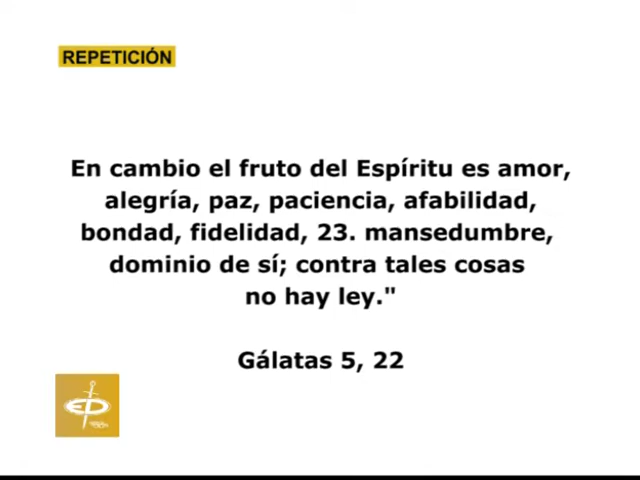 REPETICIÓN
En cambio el fruto del Espíritu es amor,
alegría, paz, paciencia, afabilidad,
bondad, fidelidad, 23. mansedumbre,
dominio de sí; contra tales cosas
no hay ley."
Gálatas 5, 22